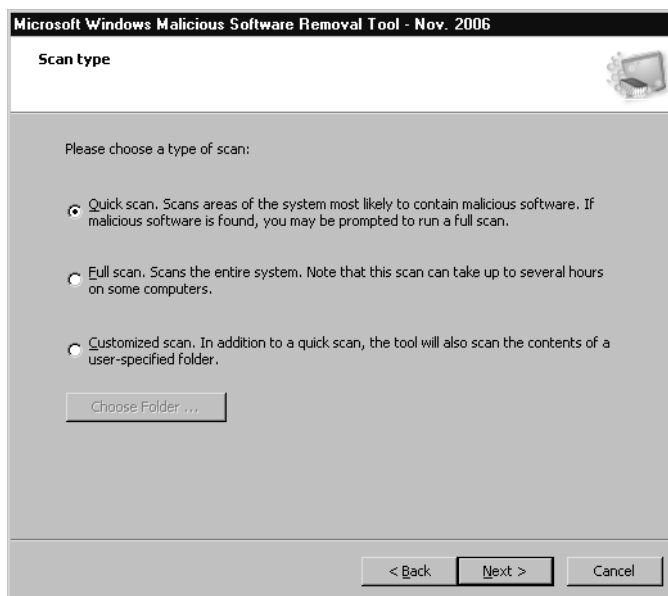 Microsoft Windows Malicious Software Removal Tool - Nov. 2006
Scan type
Please choose a type of scan:
Quick scan. Scans areas of the system most likely to contain malicious software. If
malicious software is found, you may be prompted to run a full scan.
Full scan. Scans the entire system. Note that this scan can take up to several hours
on some computers.
Customized scan. In addition to a quick scan, the tool will also scan the contents of a
user-specified folder.
Choose Folder ...
< Back
Next >
Cancel